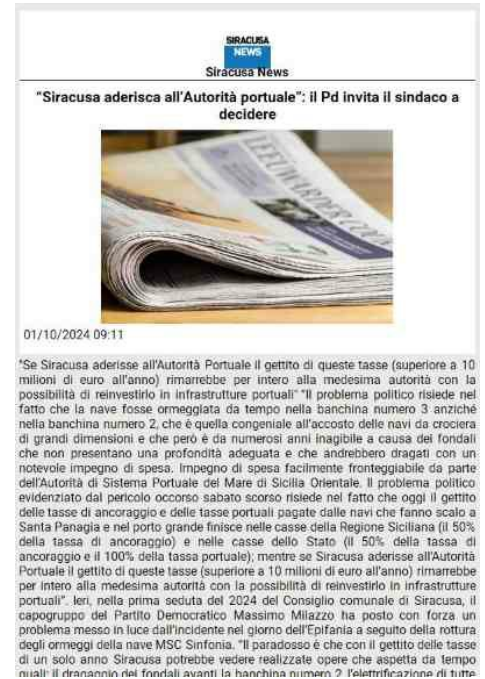 SIRACUSA
NEWS
Siracusa News
"Siracusa aderisca all'Autorità portuale": il Pd invita il sindaco a
decidere
LEEUWARDER COUR
01/10/2024 09:11
"Se Siracusa aderisse all'Autorità Portuale il gettito di queste tasse (superiore a 10
milioni di euro all'anno) rimarrebbe per intero alla medesima autorità con la
possibilità di reinvestirlo in infrastrutture portuali" "Il problema politico risiede nel
fatto che la nave fosse ormeggiata da tempo nella banchina numero 3 anziché
nella banchina numero 2, che è quella congeniale all'accosto delle navi da crociera
di grandi dimensioni e che però è da numerosi anni inagibile a causa dei fondali
che non presentano una profondità adeguata e che andrebbero dragati con un
notevole impegno di spesa. Impegno di spesa facilmente fronteggiabile da parte
dell'Autorità di Sistema Portuale del Mare di Sicilia Orientale. Il problema politico
evidenziato dal pericolo occorso sabato scorso risiede nel fatto che oggi il gettito
delle tasse di ancoraggio e delle tasse portuali pagate dalle navi che fanno scalo a
Santa Panagia e nel porto grande finisce nelle casse della Regione Siciliana (il 50%
della tassa di ancoraggio) e nelle casse dello Stato (il 50% della tassa di
ancoraggio e il 100% della tassa portuale); mentre se Siracusa aderisse all'Autorità
Portuale il gettito di queste tasse (superiore a 10 milioni di euro all'anno) rimarrebbe
per intero alla medesima autorità con la possibilità di reinvestirlo in infrastrutture
portuali". Ieri, nella prima seduta del 2024 del Consiglio comunale di Siracusa, il
capogruppo del Partito Democratico Massimo Milazzo ha posto con forza un
problema messo in luce dall'incidente nel giorno dell'Epifania a seguito della rottura
degli ormeggi della nave MSC Sinfonia. "Il paradosso è che con il gettito delle tasse
di un solo anno Siracusa potrebbe vedere realizzate opere che aspetta da tempo
quali: il dragaggio dei fondali avanti la banchina numero 2, l'elettrificazione di tutte